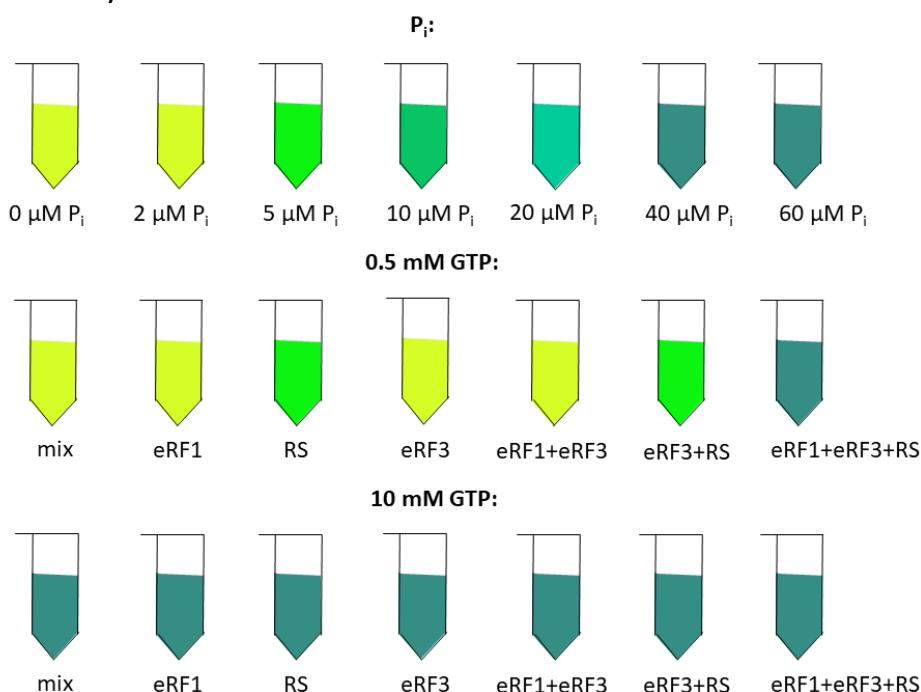 Pi:
0 µM Pi 2 µM Pi 5 µM Pi 10 µM Pi 20 µM Pi 40 µM Pi 60 µM Pi
0.5 mM GTP:
mix eRF1 RS eRF3 eRF1+eRF3 eRF3+RS eRF1+eRF3+RS
10 mM GTP:
mix eRF1 RS eRF3 eRF1+eRF3 eRF3+RS eRF1+eRF3+RS